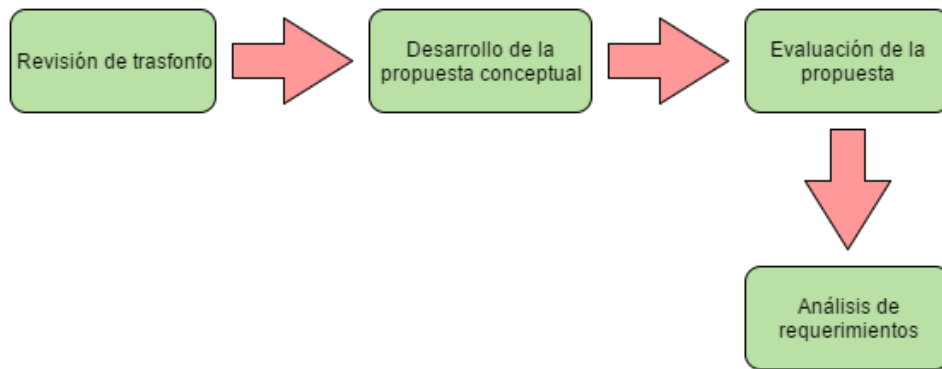 Revisión de trasfonfo
Desarrollo de la
propuesta conceptual
Evaluación de la
propuesta
Análisis de
requerimientos